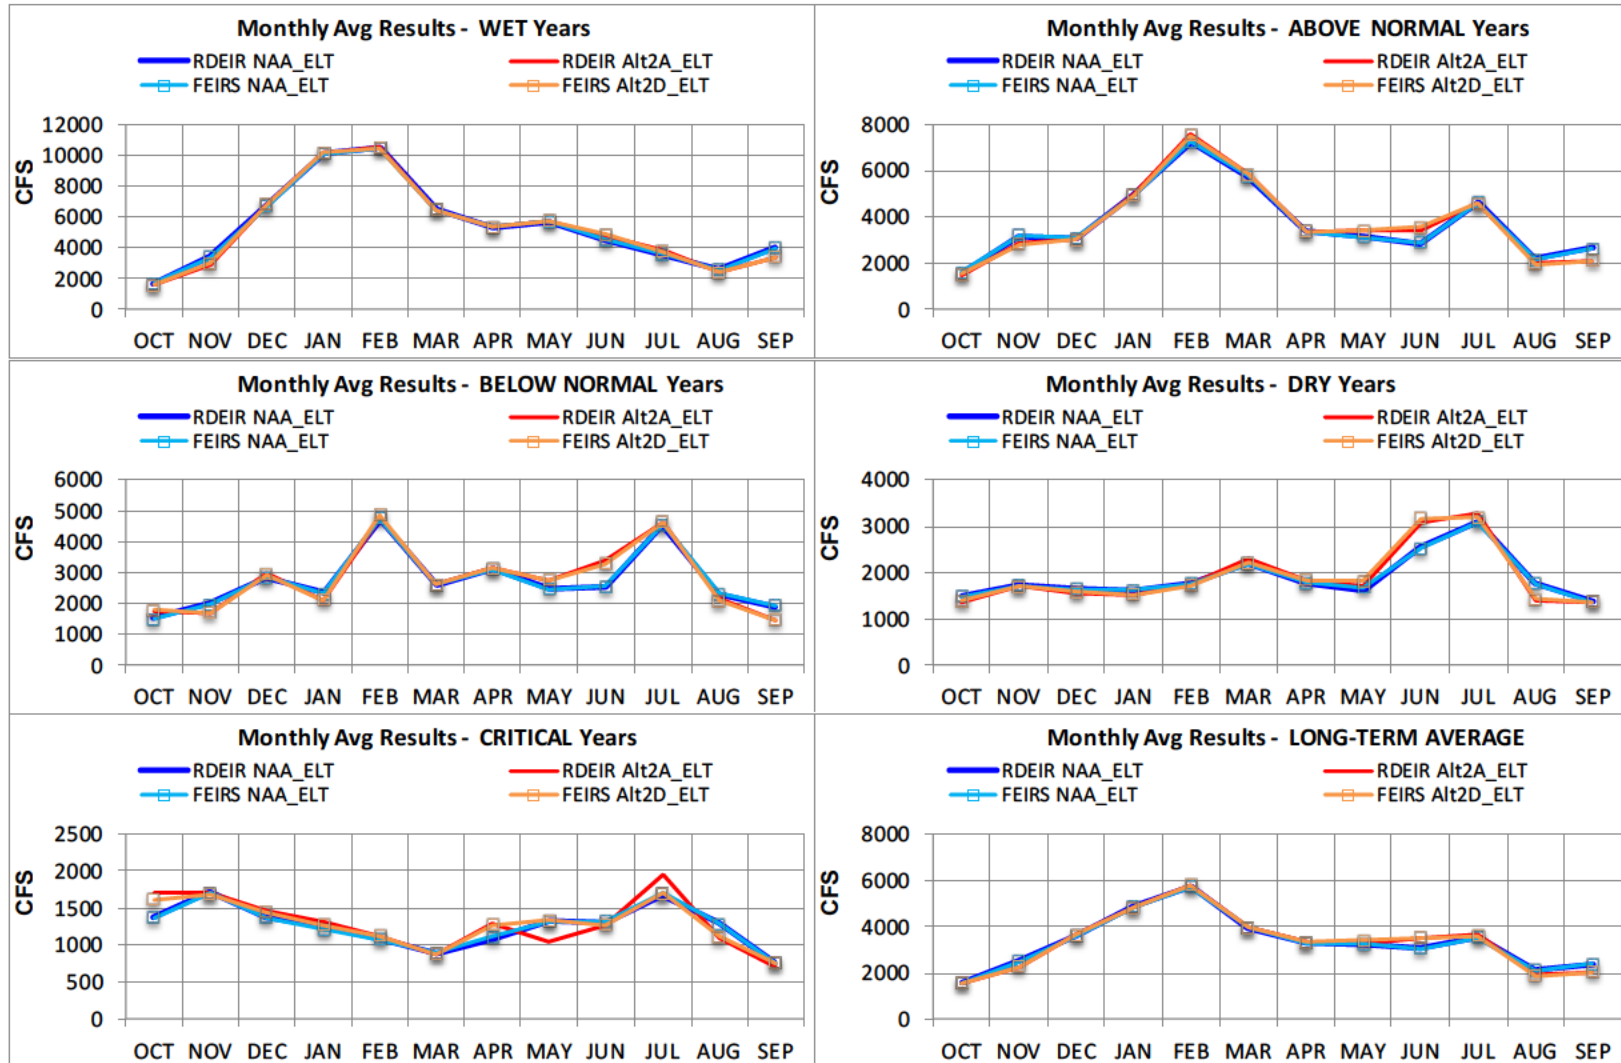 Monthly Avg Results - WET Years
RDEIR NAA_ELT RDEIR Alt2A_ELT
FEIRS NAA_ELT FEIRS Alt2D_ELT
12000
10000
8000
6000
4000
2000
0
CFS
OCT NOV DEC JAN FEB MAR APR MAY JUN JUL AUG SEP
Monthly Avg Results - ABOVE NORMAL Years
RDEIR NAA_ELT RDEIR Alt2A_ELT
FEIRS NAA_ELT FEIRS Alt2D_ELT
8000
6000
4000
2000
0
CFS
OCT NOV DEC JAN FEB MAR APR MAY JUN JUL AUG SEP
Monthly Avg Results - BELOW NORMAL Years
RDEIR NAA_ELT RDEIR Alt2A_ELT
FEIRS NAA_ELT FEIRS Alt2D_ELT
6000
5000
4000
3000
2000
1000
0
CFS
OCT NOV DEC JAN FEB MAR APR MAY JUN JUL AUG SEP
Monthly Avg Results - DRY Years
RDEIR NAA_ELT RDEIR Alt2A_ELT
FEIRS NAA_ELT FEIRS Alt2D_ELT
4000
3000
2000
1000
0
CFS
OCT NOV DEC JAN FEB MAR APR MAY JUN JUL AUG SEP
Monthly Avg Results - CRITICAL Years
RDEIR NAA_ELT RDEIR Alt2A_ELT
FEIRS NAA_ELT FEIRS Alt2D_ELT
2500
2000
1500
1000
500
0
CFS
OCT NOV DEC JAN FEB MAR APR MAY JUN JUL AUG SEP
Monthly Avg Results - LONG-TERM AVERAGE
RDEIR NAA_ELT RDEIR Alt2A_ELT
FEIRS NAA_ELT FEIRS Alt2D_ELT
8000
6000
4000
2000
0
CFS
OCT NOV DEC JAN FEB MAR APR MAY JUN JUL AUG SEP